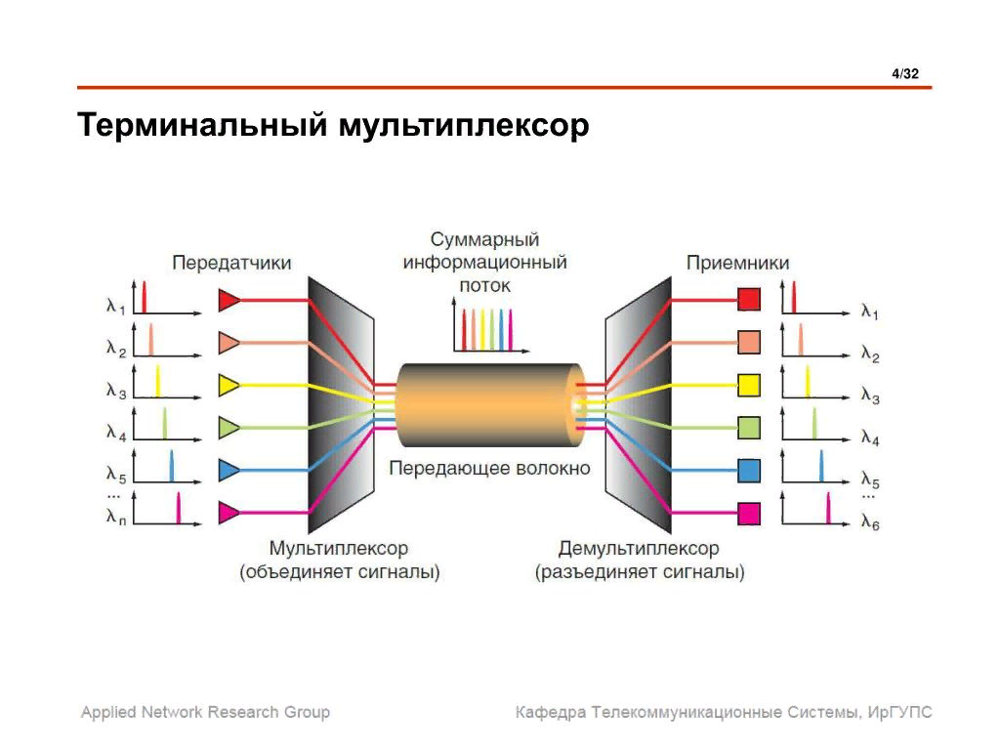 4/32
Терминальный мультиплексор
Суммарный
информационный
поток
Передатчики
Приемники
λ1
λ2
λ3
λ4
λ5
...
λn
λ1
λ2
λ3
λ4
λ5
...
λ6
Передающее волокно
Мультиплексор
(объединяет сигналы)
Демультиплексор
(разъединяет сигналы)
Applied Network Research Group
Кафедра Телекоммуникационные Системы, ИрГУПС